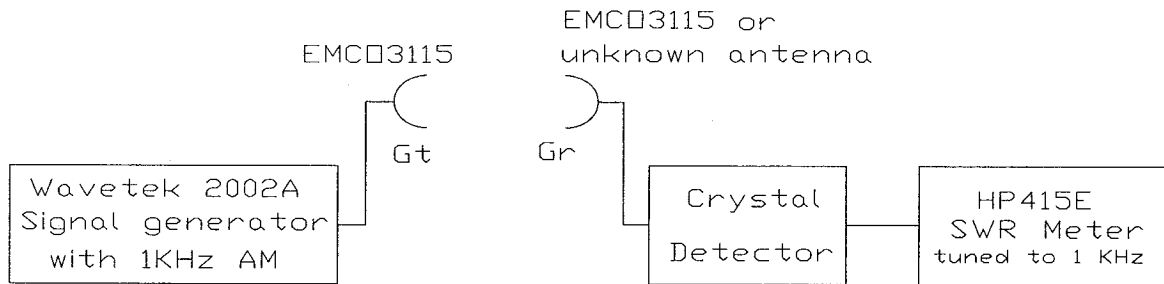 EMCO3115 or
unknown antenna
EMCO3115
Gt
Gr
Wavetek 2002A
Signal generator
with 1KHz AM
Crystal
Detector
HP415E
SWR Meter
tuned to 1 KHz